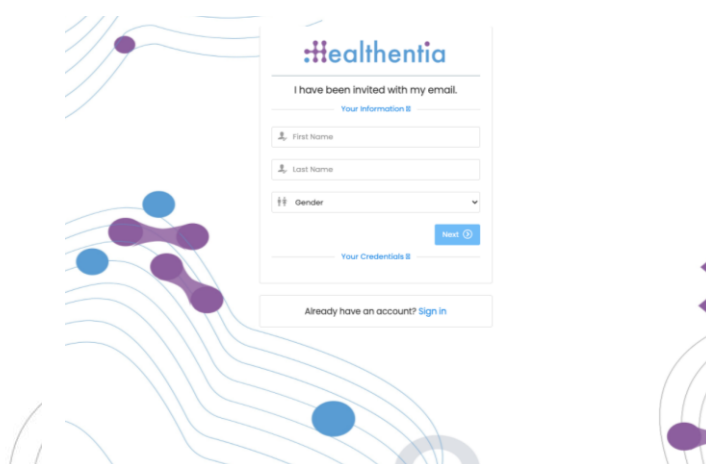 Healthentia
I have been invited with my email.
Your Information
First Name
Last Name
Gender
Next
Your Credentials
Already have an account? Sign in